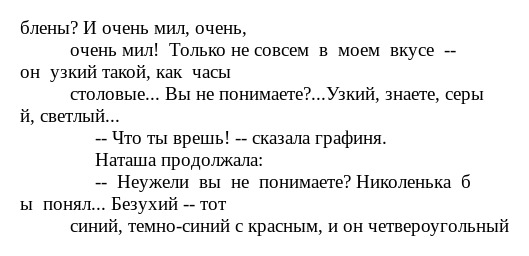 блены? И очень мил, очень,
очень мил! Только не совсем в моем вкусе --
он узкий такой, как часы
столовые... Вы не понимаете?...Узкий, знаете, серы
й, светлый...
-- Что ты врешь! -- сказала графиня.
Наташа продолжала:
-- Неужели вы не понимаете? Николенька б
ы понял... Безухий -- тот
синий, темно-синий с красным, и он четвероугольный